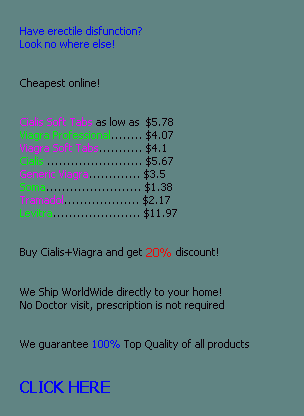 Have erectile disfunction?
Look no where else!
Cheapest online!
Cialis Soft Tabs as low as $5.78
Viagra Professional........ $4.07
Viagra Soft Tabs........... $4.1
Cialis ........................ $5.67
Generic Viagra............. $3.5
Soma........................ $1.38
Tramadol................... $2.17
Levitra...................... $11.97
Buy Cialis+Viagra and get 20% discount!
We Ship WorldWide directly to your home!
No Doctor visit, prescription is not required
We guarantee 100% Top Quality of all products
CLICK HERE